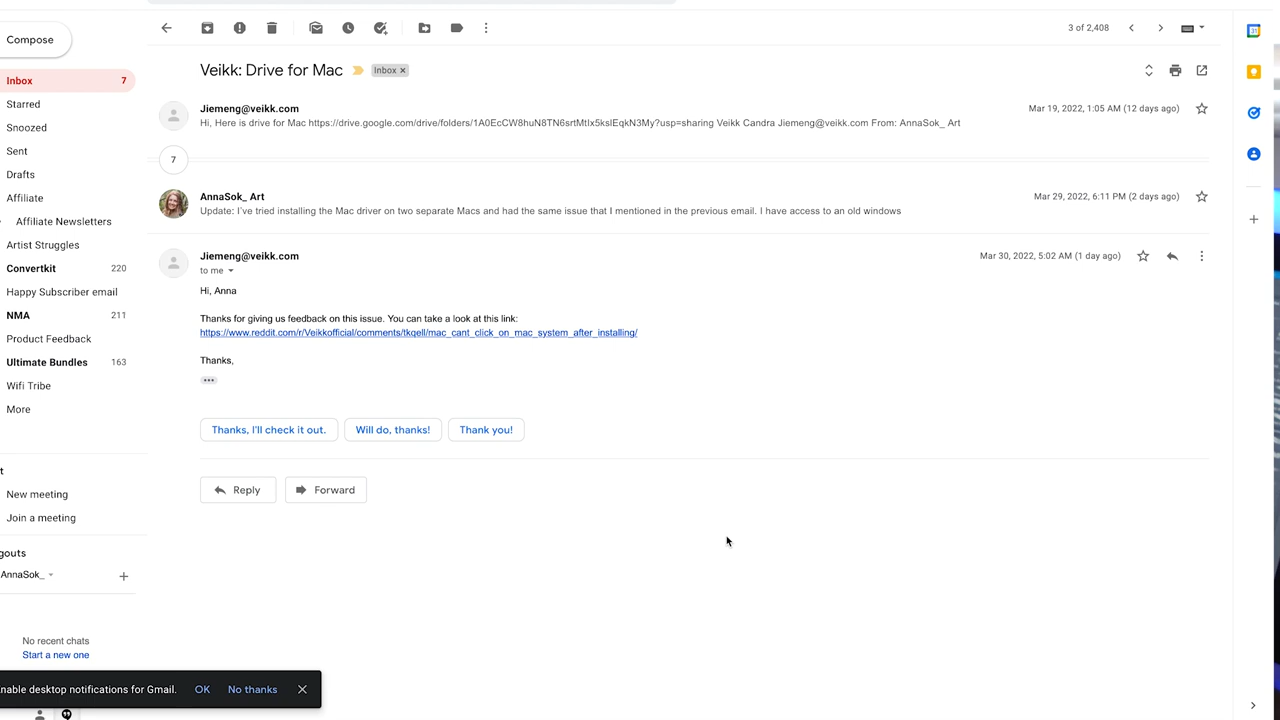 Compose
3 of 2,408
Inbox 7
Veikk: Drive for Mac Inbox ×
Starred
Jiemeng@veikk.com Mar 19, 2022, 1:05 AM (12 days ago)
Hi, Here is drive for Mac https://drive.google.com/drive/folders/1A0EcCW8huN8TN6srtMtIx5kslEqkN3My?usp=sharing Veikk Candra Jiemeng@veikk.com From: AnnaSok_ Art
Snoozed
Sent
7
Drafts
Affiliate
AnnaSok_ Art Mar 29, 2022, 6:11 PM (2 days ago)
Update: I've tried installing the Mac driver on two separate Macs and had the same issue that I mentioned in the previous email. I have access to an old windows
Affiliate Newsletters
Artist Struggles
Jiemeng@veikk.com Mar 30, 2022, 5:02 AM (1 day ago)
to me
Convertkit 220
Happy Subscriber email
Hi, Anna
NMA 211
Thanks for giving us feedback on this issue. You can take a look at this link:
https://www.reddit.com/r/Veikkofficial/comments/tkqell/mac_cant_click_on_mac_system_after_installing/
Product Feedback
Ultimate Bundles 163
Thanks,
Wifi Tribe
More
Thanks, I'll check it out. Will do, thanks! Thank you!
t
New meeting
Reply Forward
Join a meeting
gouts
AnnaSok_
No recent chats
Start a new one
nable desktop notifications for Gmail. OK No thanks
31